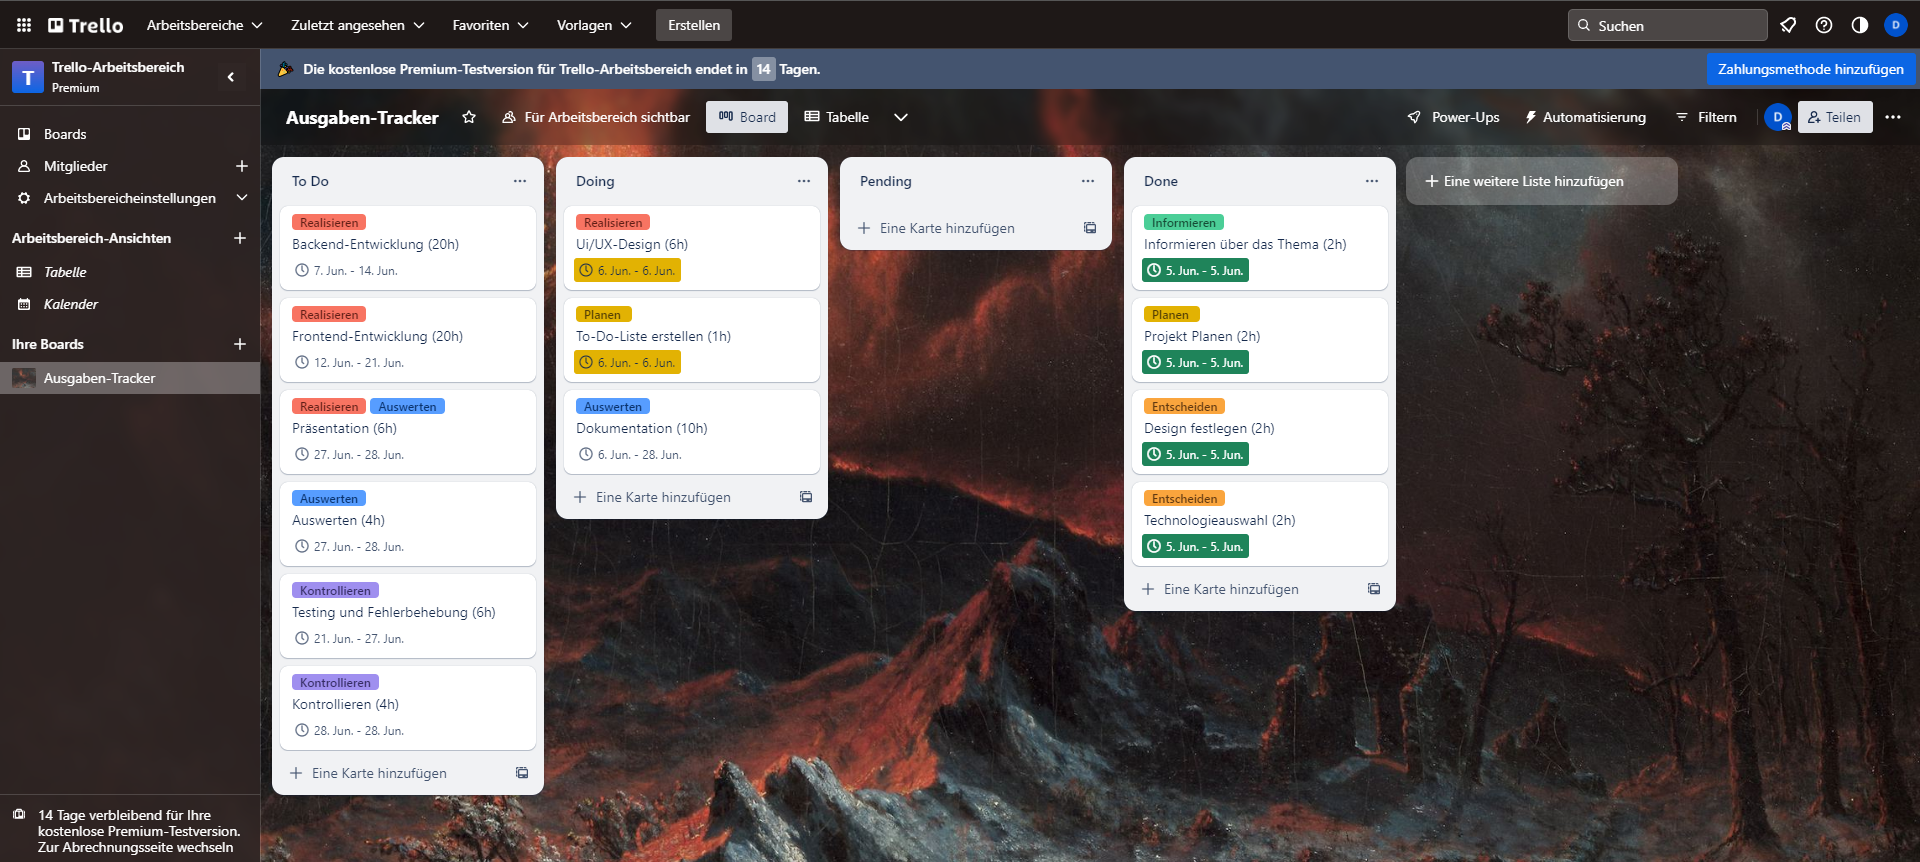 Trello
Arbeitsbereiche
Zuletzt angesehen
Favoriten
Vorlagen
Erstellen
Suchen
D
T
Trello-Arbeitsbereich
Premium
Die kostenlose Premium-Testversion für Trello-Arbeitsbereich endet in 14 Tagen.
Zahlungsmethode hinzufügen
Boards
Mitglieder
Arbeitsbereicheinstellungen
Arbeitsbereich-Ansichten
Tabelle
Kalender
Ihre Boards
Ausgaben-Tracker
14 Tage verbleibend für Ihre
kostenlose Premium-Testversion.
Zur Abrechnungsseite wechseln
Ausgaben-Tracker
Für Arbeitsbereich sichtbar
Board
Tabelle
Power-Ups
Automatisierung
Filtern
D
Teilen
To Do
Realisieren
Backend-Entwicklung (20h)
7. Jun. - 14. Jun.
Realisieren
Frontend-Entwicklung (20h)
12. Jun. - 21. Jun.
Realisieren Auswerten
Präsentation (6h)
27. Jun. - 28. Jun.
Auswerten
Auswerten (4h)
27. Jun. - 28. Jun.
Kontrollieren
Testing und Fehlerbehebung (6h)
21. Jun. - 27. Jun.
Kontrollieren
Kontrollieren (4h)
28. Jun. - 28. Jun.
Eine Karte hinzufügen
Doing
Realisieren
Ui/UX-Design (6h)
6. Jun. - 6. Jun.
Planen
To-Do-Liste erstellen (1h)
6. Jun. - 6. Jun.
Auswerten
Dokumentation (10h)
6. Jun. - 28. Jun.
Eine Karte hinzufügen
Pending
Eine Karte hinzufügen
Done
Informieren
Informieren über das Thema (2h)
5. Jun. - 5. Jun.
Planen
Projekt Planen (2h)
5. Jun. - 5. Jun.
Entscheiden
Design festlegen (2h)
5. Jun. - 5. Jun.
Entscheiden
Technologieauswahl (2h)
5. Jun. - 5. Jun.
Eine Karte hinzufügen
Eine weitere Liste hinzufügen